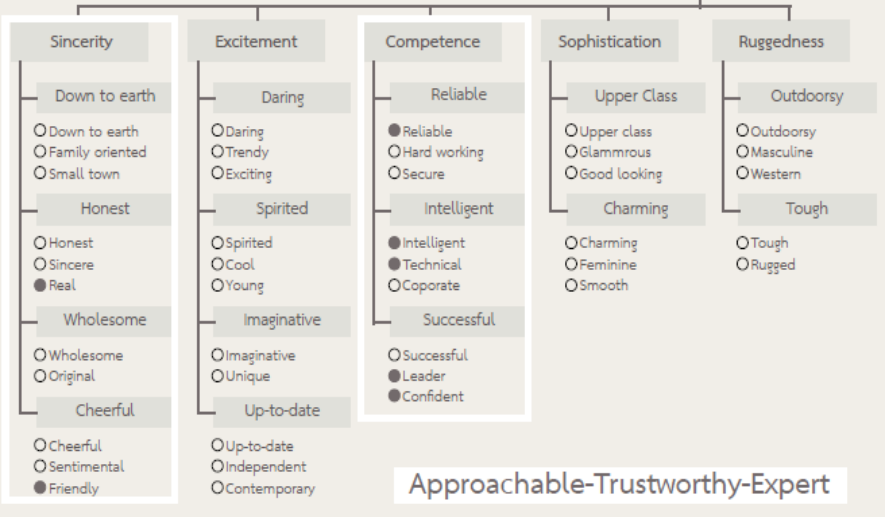 Sincerity
Down to earth
Down to earth
Family oriented
Small town
Honest
Honest
Sincere
Real
Wholesome
Wholesome
Original
Cheerful
Cheerful
Sentimental
Friendly
Excitement
Daring
Daring
Trendy
Exciting
Spirited
Spirited
Cool
Young
Imaginative
Imaginative
Unique
Up-to-date
Up-to-date
Independent
Contemporary
Competence
Reliable
Reliable
Hard working
Secure
Intelligent
Intelligent
Technical
Coporate
Successful
Successful
Leader
Confident
Sophistication
Upper Class
Upper class
Glammrous
Good looking
Charming
Charming
Feminine
Smooth
Ruggedness
Outdoorsy
Outdoorsy
Masculine
Western
Tough
Tough
Rugged
Approachable-Trustworthy-Expert